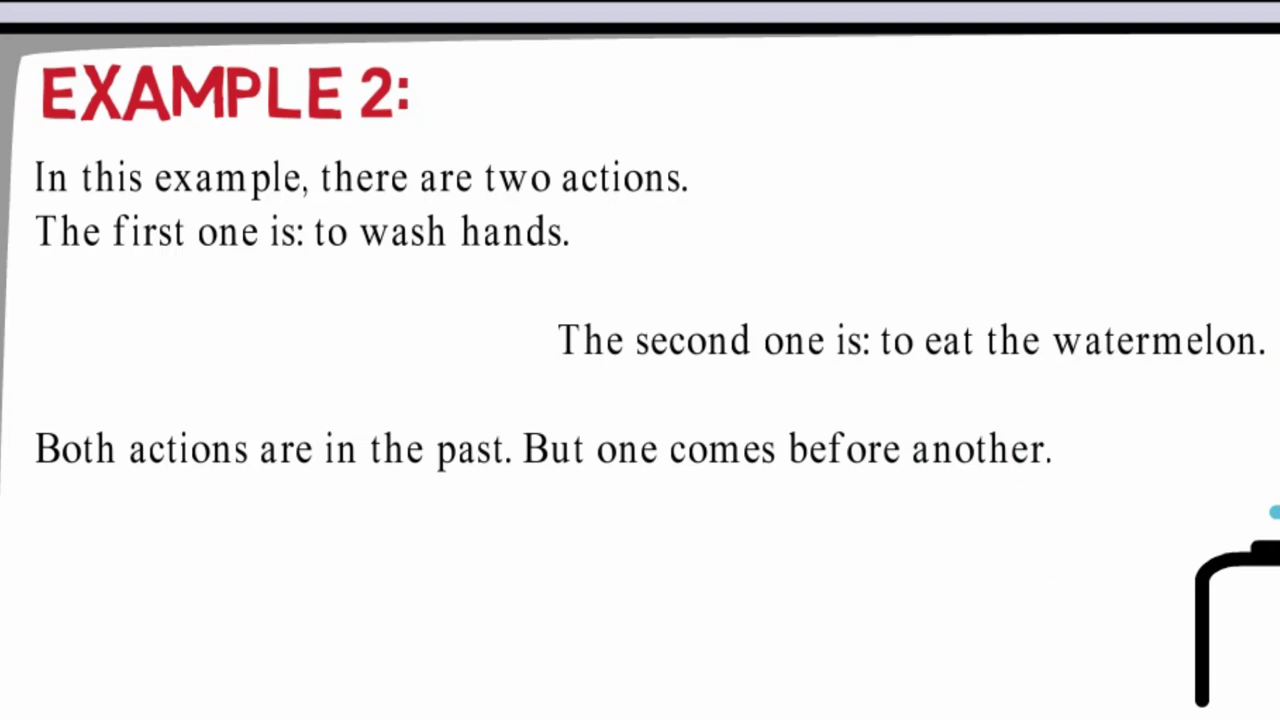 EXAMPLE 2:
In this example, there are two actions.
The first one is: to wash hands.
The second one is: to eat the watermelon.
Both actions are in the past. But one comes before another.